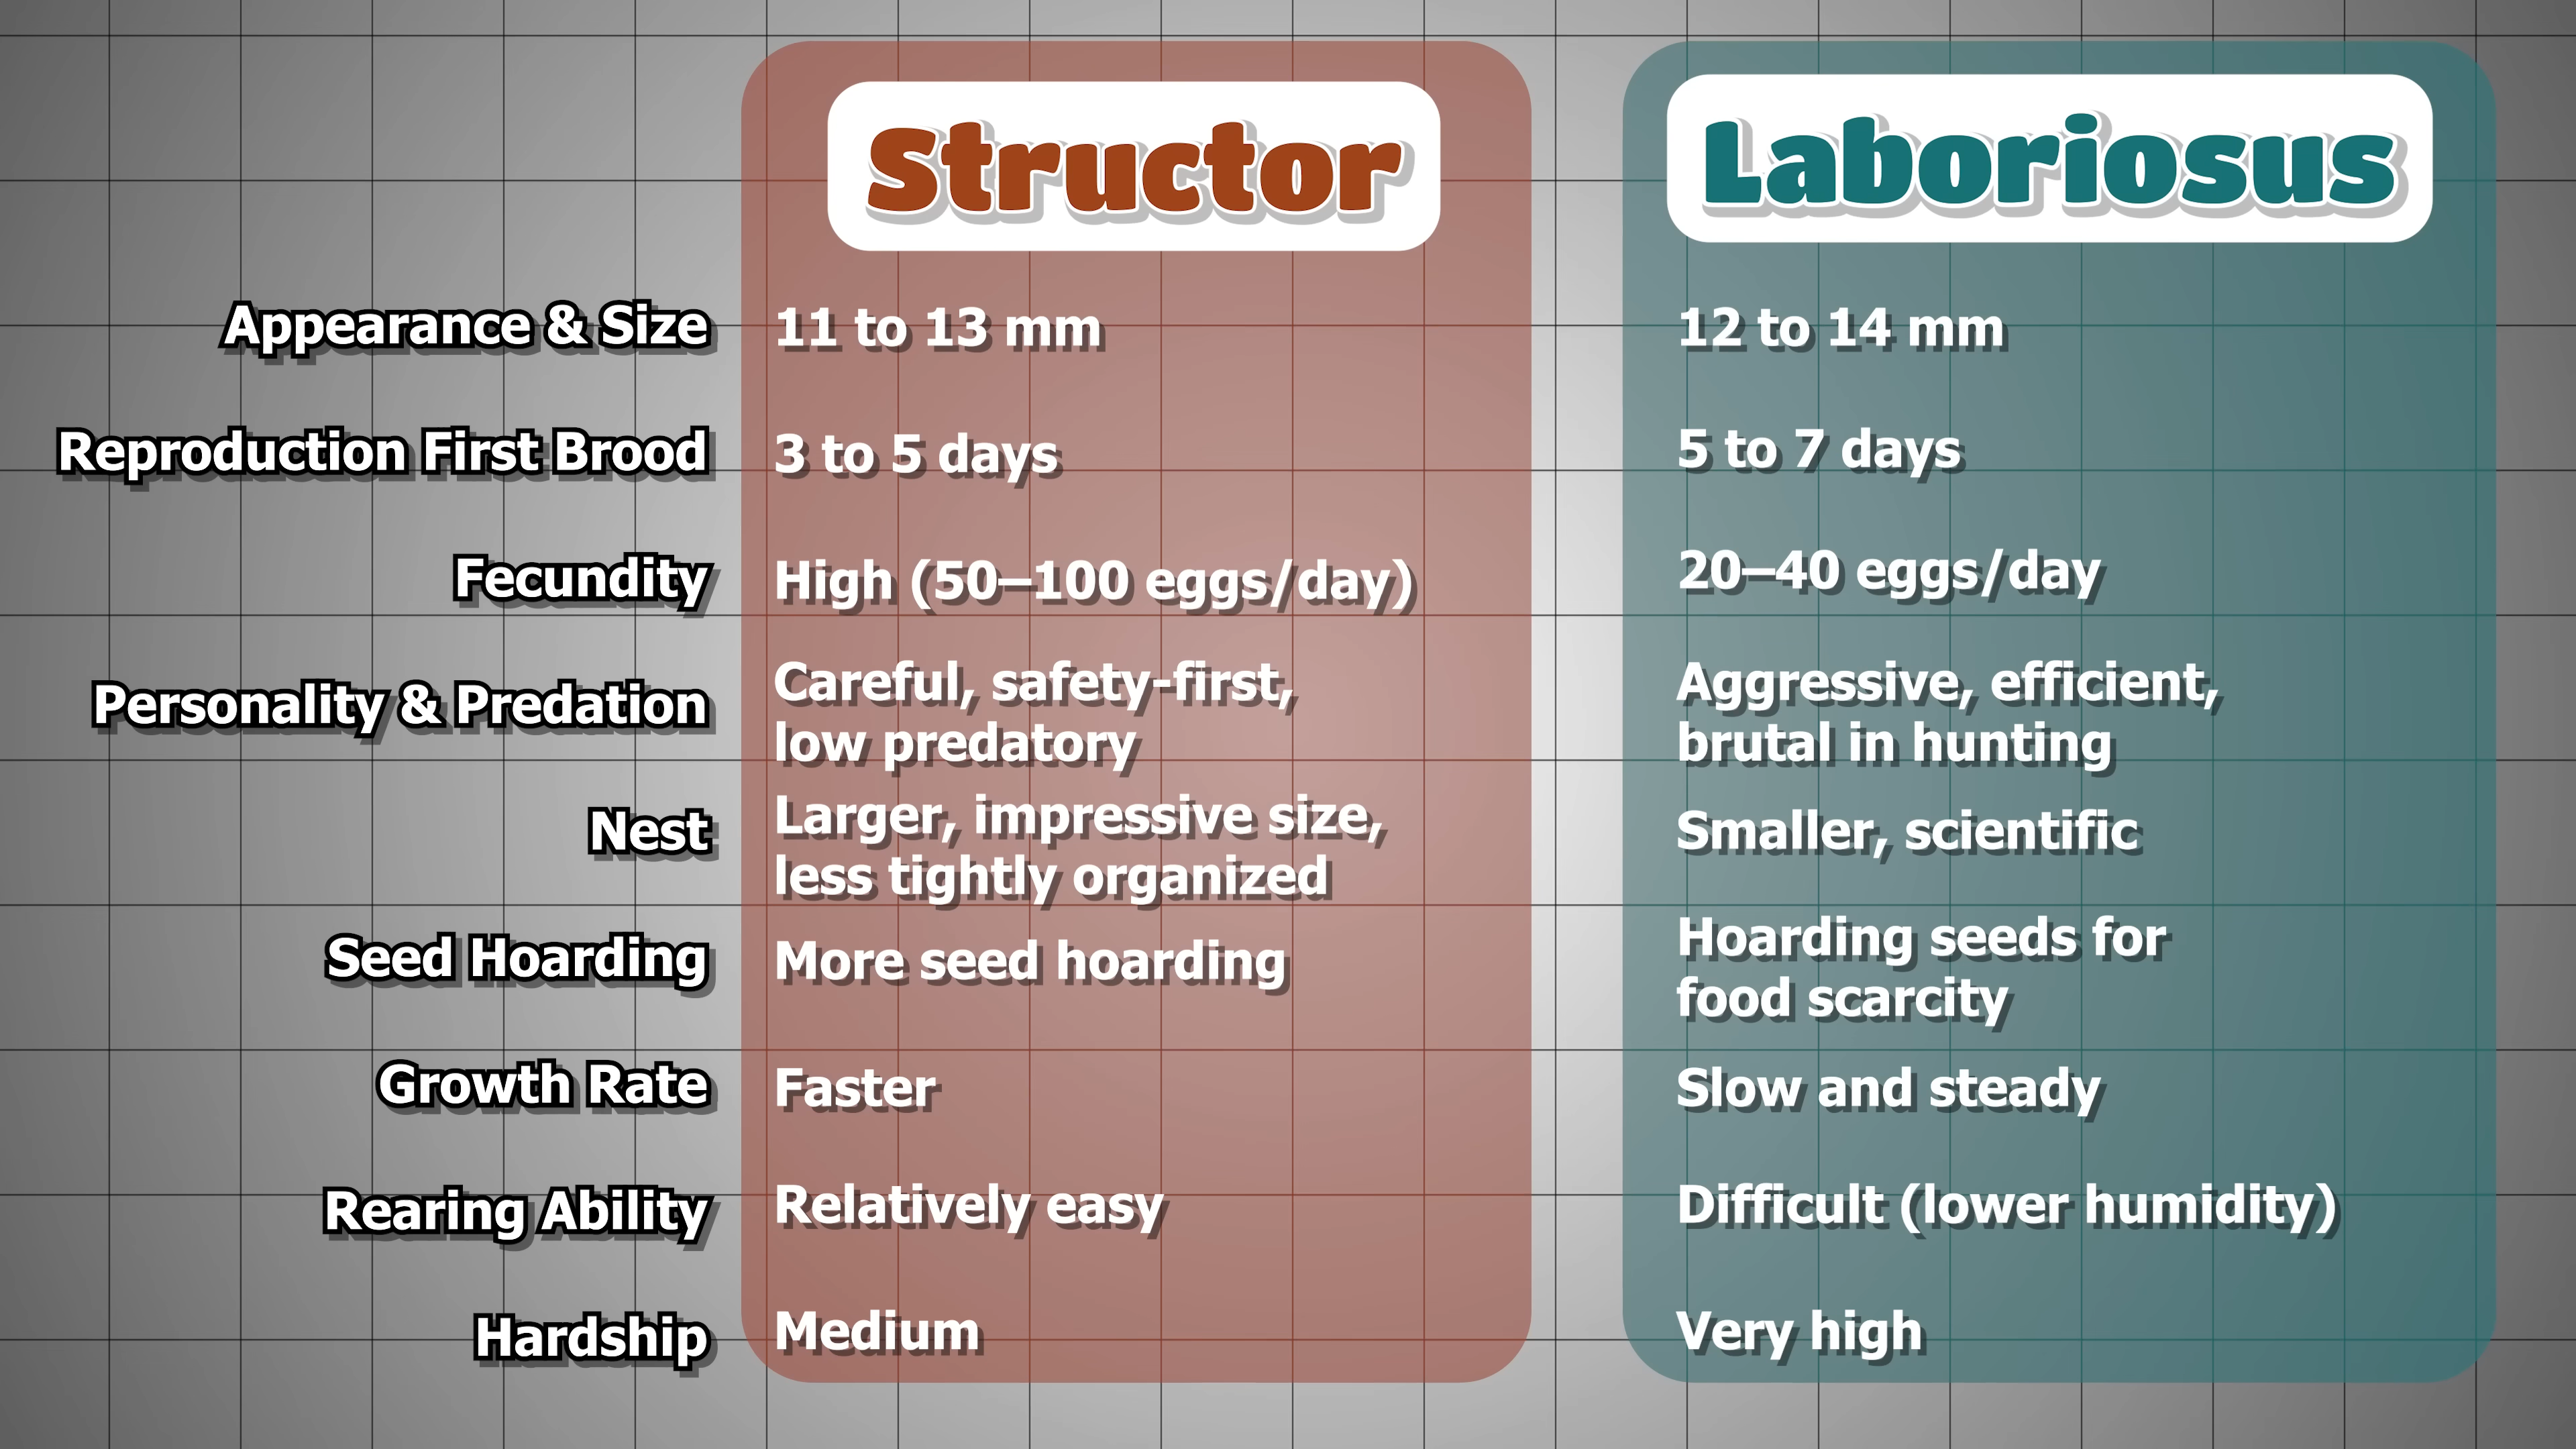 Structor
Laboriosus
Appearance & Size
11 to 13 mm
12 to 14 mm
Reproduction First Brood
3 to 5 days
5 to 7 days
Fecundity
High (50–100 eggs/day)
20–40 eggs/day
Personality & Predation
Careful, safety-first,
low predatory
Aggressive, efficient,
brutal in hunting
Nest
Larger, impressive size,
less tightly organized
Smaller, scientific
Seed Hoarding
More seed hoarding
Hoarding seeds for
food scarcity
Growth Rate
Faster
Slow and steady
Rearing Ability
Relatively easy
Difficult (lower humidity)
Hardship
Medium
Very high